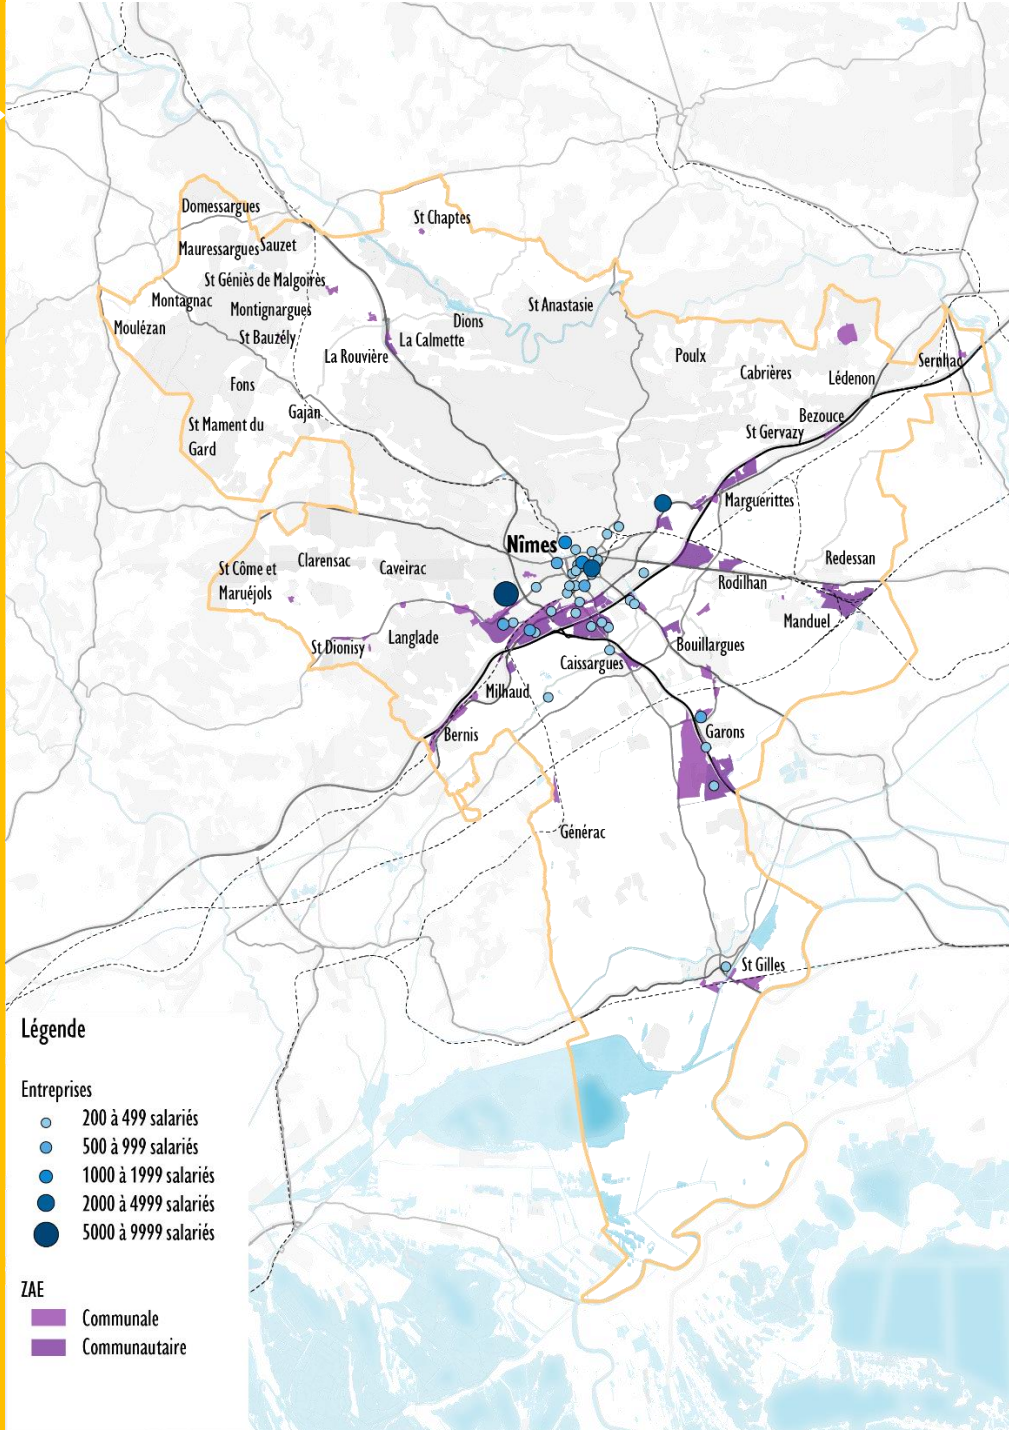 Domessargues
St Chaptes
Mauressargues
Sauzet
St Géniès de Malgoirès
Montagnac
Montignargues
St Anastasie
Dions
Moulézan
St Bauzély
La Calmette
La Rouvière
Poulx
Sernhac
Cabrières
Lédenon
Fons
Gajan
Bezouce
St Mament du
Gard
St Gervazy
Marguerittes
Nîmes
Clarensac
Caveirac
Redessan
St Côme et
Maruéjols
Rodilhan
Manduel
Langlade
St Dionisy
Bouillargues
Caissargues
Milhaud
Bernis
Garons
Générac
St Gilles
Légende
Entreprises
200 à 499 salariés
500 à 999 salariés
1000 à 1999 salariés
2000 à 4999 salariés
5000 à 9999 salariés
ZAE
Communale
Communautaire